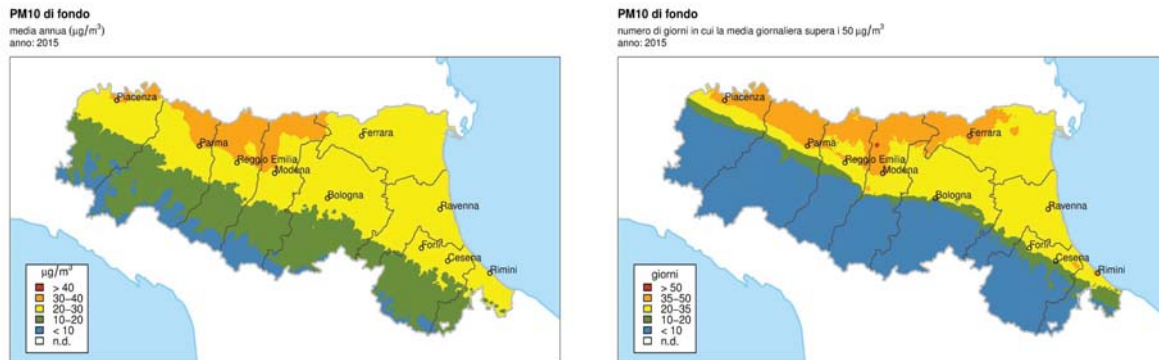 PM10 di fondo
media annua (µg/m³)
anno: 2015
Piacenza
Parma
Reggio Emilia
Modena
Ferrara
Bologna
Ravenna
Forlì
Cesena
Rimini
µg/m³
> 40
30–40
20–30
10–20
< 10
n.d.
PM10 di fondo
numero di giorni in cui la media giornaliera supera i 50 µg/m³
anno: 2015
Piacenza
Parma
Reggio Emilia
Modena
Ferrara
Bologna
Ravenna
Forlì
Cesena
Rimini
giorni
> 50
35–50
20–35
10–20
< 10
n.d.